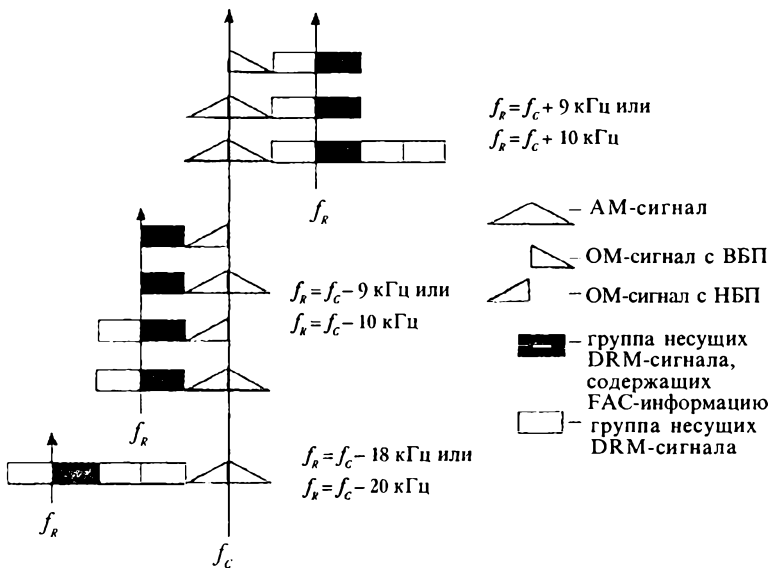 f_R = f_C + 9 кГц или
f_R = f_C + 10 кГц
f_R
– АМ-сигнал
– ОМ-сигнал с ВБП
– ОМ-сигнал с НБП
f_R = f_C – 9 кГц или
f_R = f_C – 10 кГц
– группа несущих
DRM-сигнала,
содержащих
FAC-информацию
– группа несущих
DRM-сигнала
f_R
f_R = f_C – 18 кГц или
f_R = f_C – 20 кГц
f_R
f_C